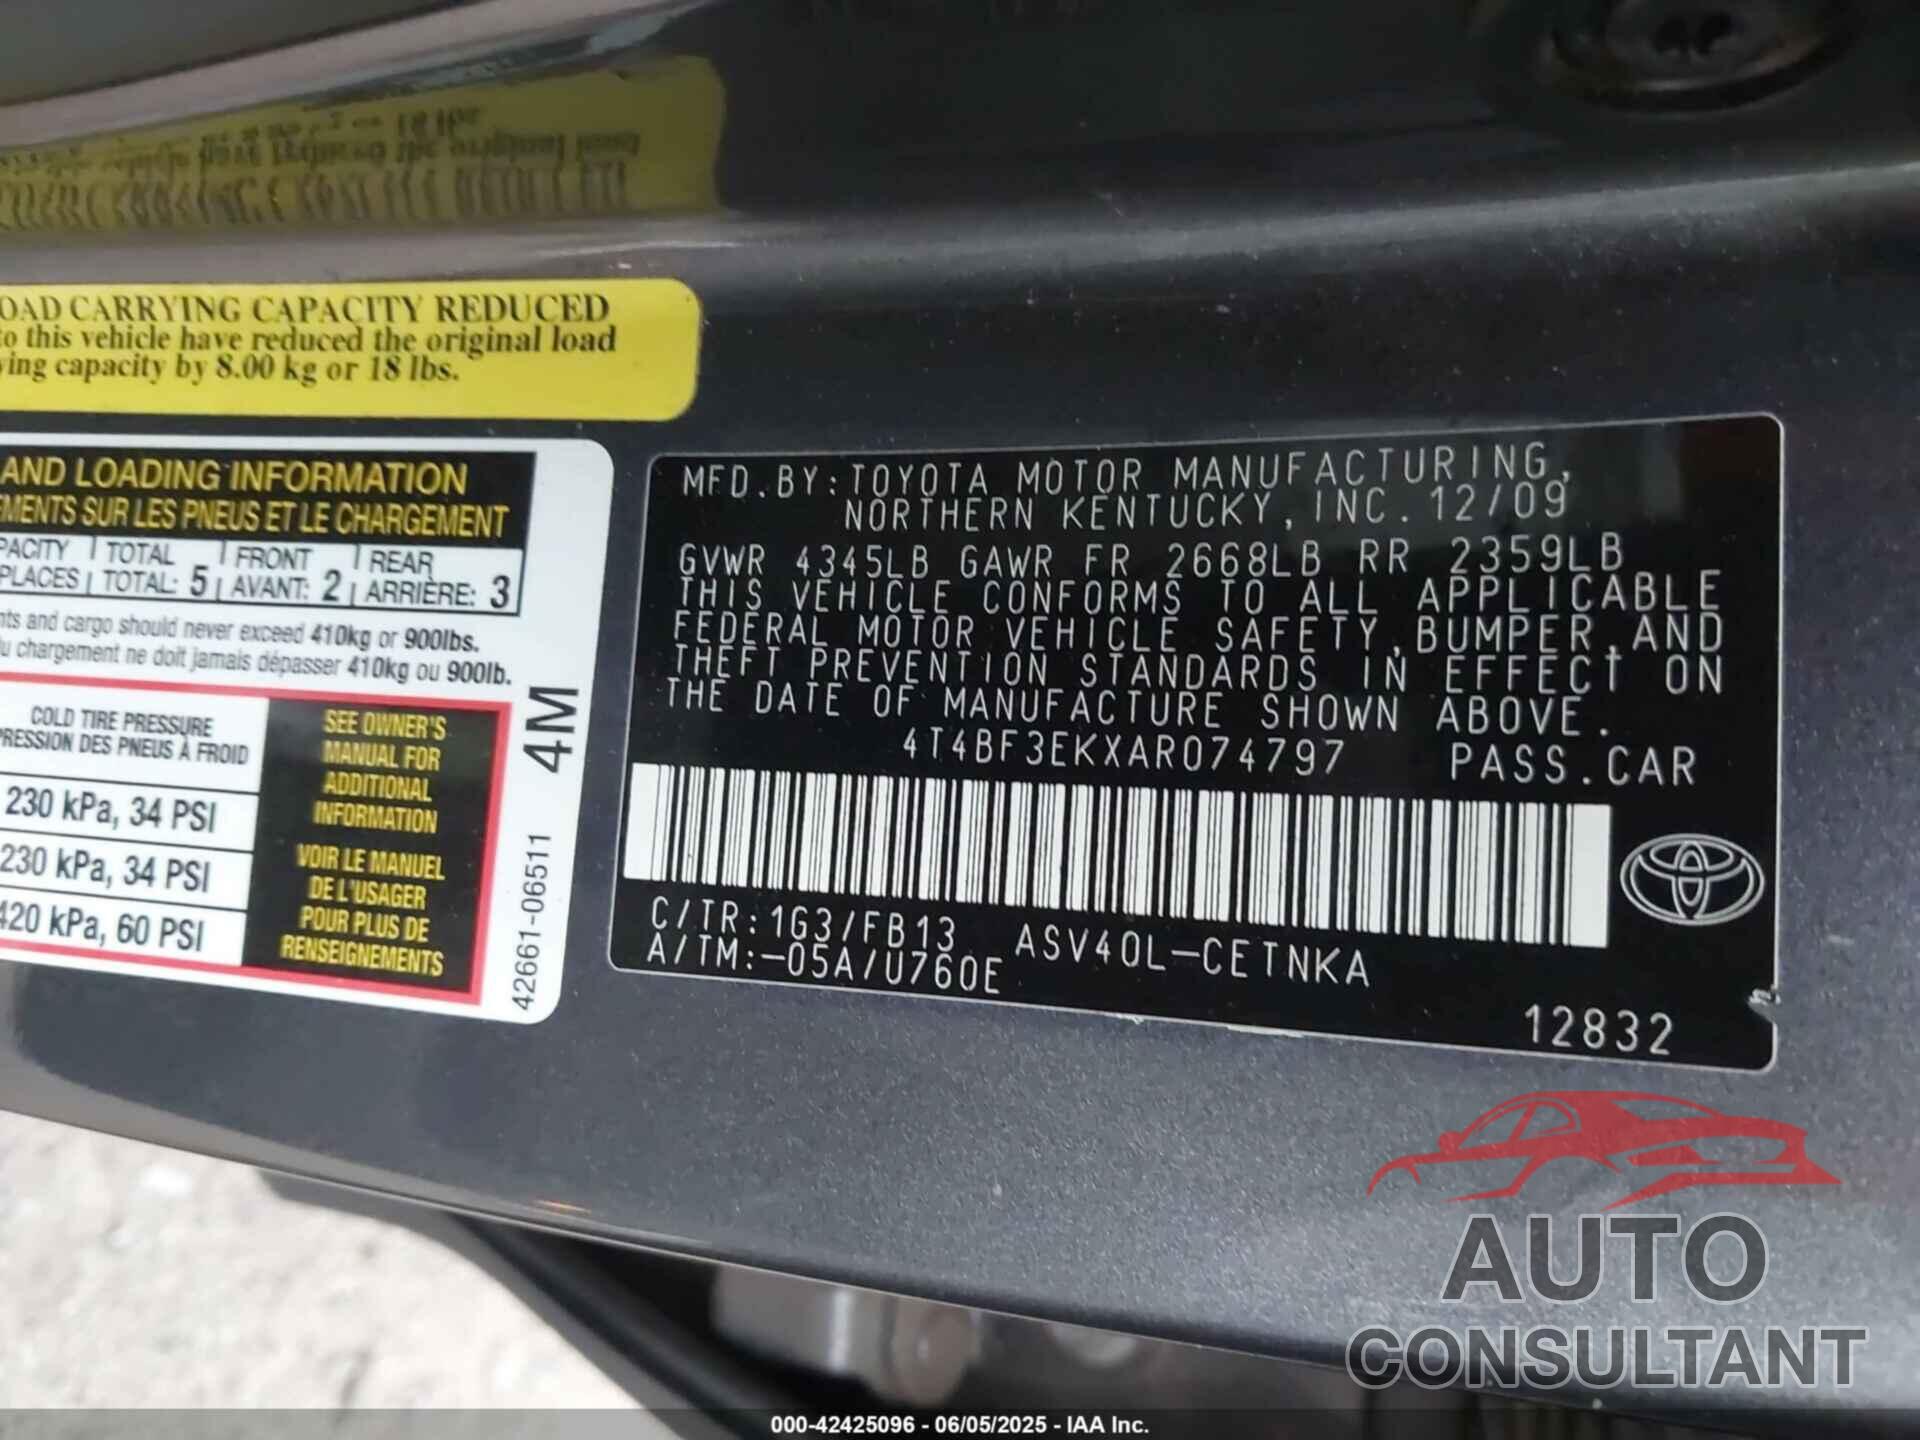 OAD CARRYING CAPACITY REDUCED
to this vehicle have reduced the original load
ying capacity by 8.00 kg or 18 lbs.
AND LOADING INFORMATION
EMENTS SUR LES PNEUS ET LE CHARGEMENT
PACITY TOTAL FRONT REAR
PLACES TOTAL: 5 AVANT: 2 ARRIÈRE: 3
nts and cargo should never exceed 410kg or 900lbs.
du chargement ne doit jamais dépasser 410kg ou 900lb.
COLD TIRE PRESSURE
PRESSION DES PNEUS À FROID
230 kPa, 34 PSI
230 kPa, 34 PSI
420 kPa, 60 PSI
SEE OWNER'S
MANUAL FOR
ADDITIONAL
INFORMATION
VOIR LE MANUEL
DE L'USAGER
POUR PLUS DE
RENSEIGNEMENTS
4M
42661-06511
MFD.BY:TOYOTA MOTOR MANUFACTURING,
NORTHERN KENTUCKY,INC.12/09
GVWR 4345LB GAWR FR 2668LB RR 2359LB
THIS VEHICLE CONFORMS TO ALL APPLICABLE
FEDERAL MOTOR VEHICLE SAFETY,BUMPER,AND
THEFT PREVENTION STANDARDS IN EFFECT ON
THE DATE OF MANUFACTURE SHOWN ABOVE.
4T4BF3EKXAR074797 PASS.CAR
C/TR:1G3/FB13 ASV40L-CETNKA
A/TM:-05A/U760E
12832
AUTO
CONSULTANT
000-42425096 - 06/05/2025 - IAA Inc.